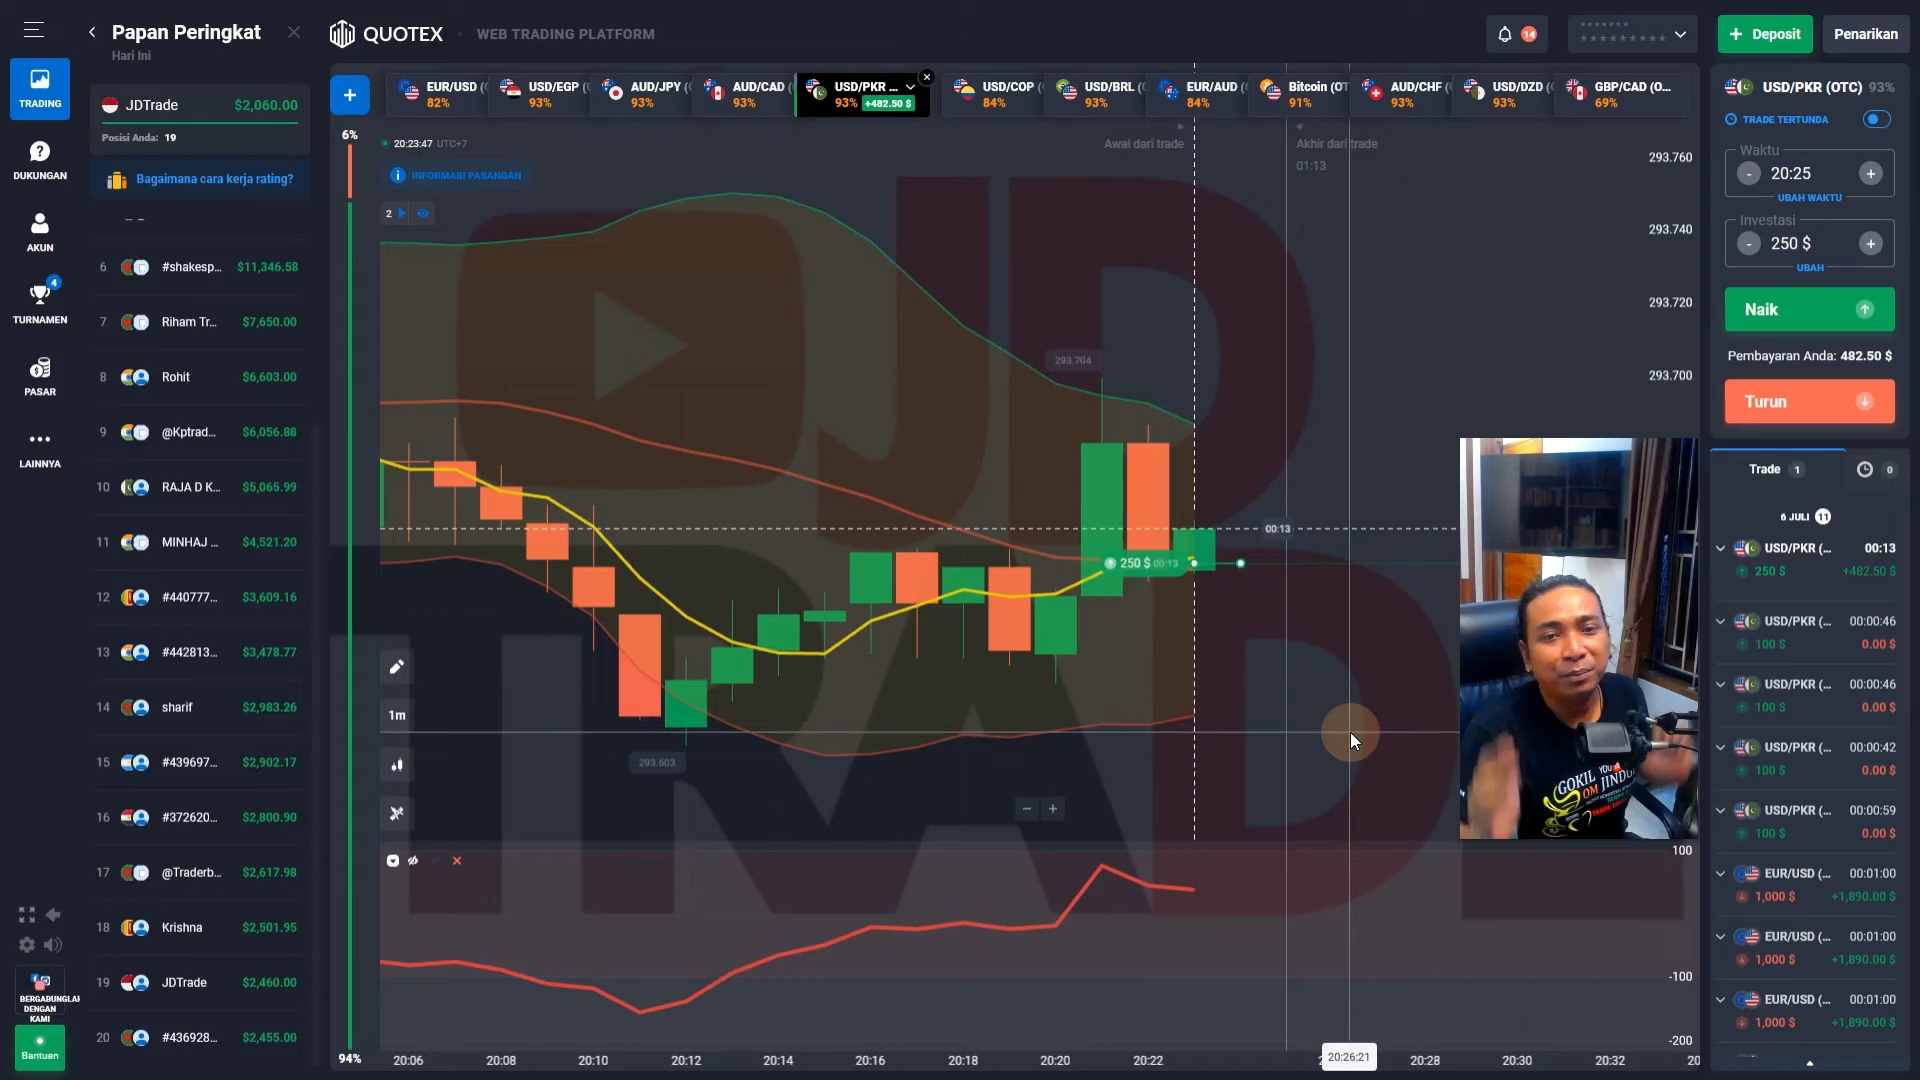 Papan Peringkat
Hari Ini
QUOTEX
WEB TRADING PLATFORM
14
Deposit
Penarikan
TRADING
JDTrade $2,060.00
Posisi Anda: 19
Bagaimana cara kerja rating?
DUKUNGAN
AKUN
4
TURNAMEN
PASAR
LAINNYA
BERGABUNGLAH
DENGAN
KAMI
Bantuan
6 #shakesp... $11,346.58
7 Riham Tr... $7,650.00
8 Rohit $6,603.00
9 @Kptrad... $6,056.88
10 RAJA D K... $5,065.99
11 MINHAJ ... $4,521.20
12 #440777... $3,609.16
13 #442813... $3,478.77
14 sharif $2,983.26
15 #439697... $2,902.17
16 #372620... $2,800.90
17 @Traderb... $2,617.98
18 Krishna $2,501.95
19 JDTrade $2,460.00
20 #436928... $2,455.00
EUR/USD (
82%
USD/EGP (
93%
AUD/JPY (
93%
AUD/CAD (
93%
USD/PKR ...
93% +482.50 $
USD/COP (
84%
USD/BRL (
93%
EUR/AUD (
84%
Bitcoin (OT
91%
AUD/CHF (
93%
USD/DZD (
93%
GBP/CAD (O...
69%
6%
20:23:47 UTC+7
INFORMASI PASANGAN
2
Awal dari trade
Akhir dari trade
01:13
293.760
293.740
293.720
293.700
293.704
00:13
250 $ 00:13
293.603
1m
JD
TRADE
100
-100
-200
94%
20:06 20:08 20:10 20:12 20:14 20:16 20:18 20:20 20:22 20:26:21 20:28 20:30 20:32 20
USD/PKR (OTC) 93%
TRADE TERTUNDA
Waktu
- 20:25 +
UBAH WAKTU
Investasi
- 250 $ +
UBAH
Naik
Pembayaran Anda: 482.50 $
Turun
GOKIL YOU
OM JINDU
Trade 1
0
6 JULI 11
USD/PKR (... 00:13
250 $ +482.50 $
USD/PKR (... 00:00:46
100 $ 0.00 $
USD/PKR (... 00:00:46
100 $ 0.00 $
USD/PKR (... 00:00:42
100 $ 0.00 $
USD/PKR (... 00:00:59
100 $ 0.00 $
EUR/USD (... 00:01:00
1,000 $ +1,890.00 $
EUR/USD (... 00:01:00
1,000 $ +1,890.00 $
EUR/USD (... 00:01:00
1,000 $ +1,890.00 $